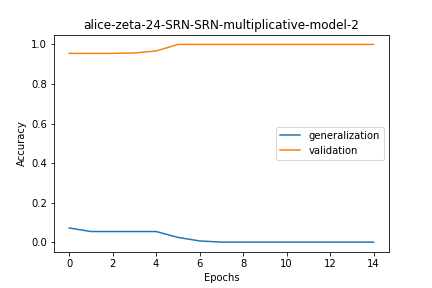 alice-zeta-24-SRN-SRN-multiplicative-model-2
1.0
0.8
0.6
0.4
0.2
0.0
Accuracy
generalization
validation
0 2 4 6 8 10 12 14
Epochs